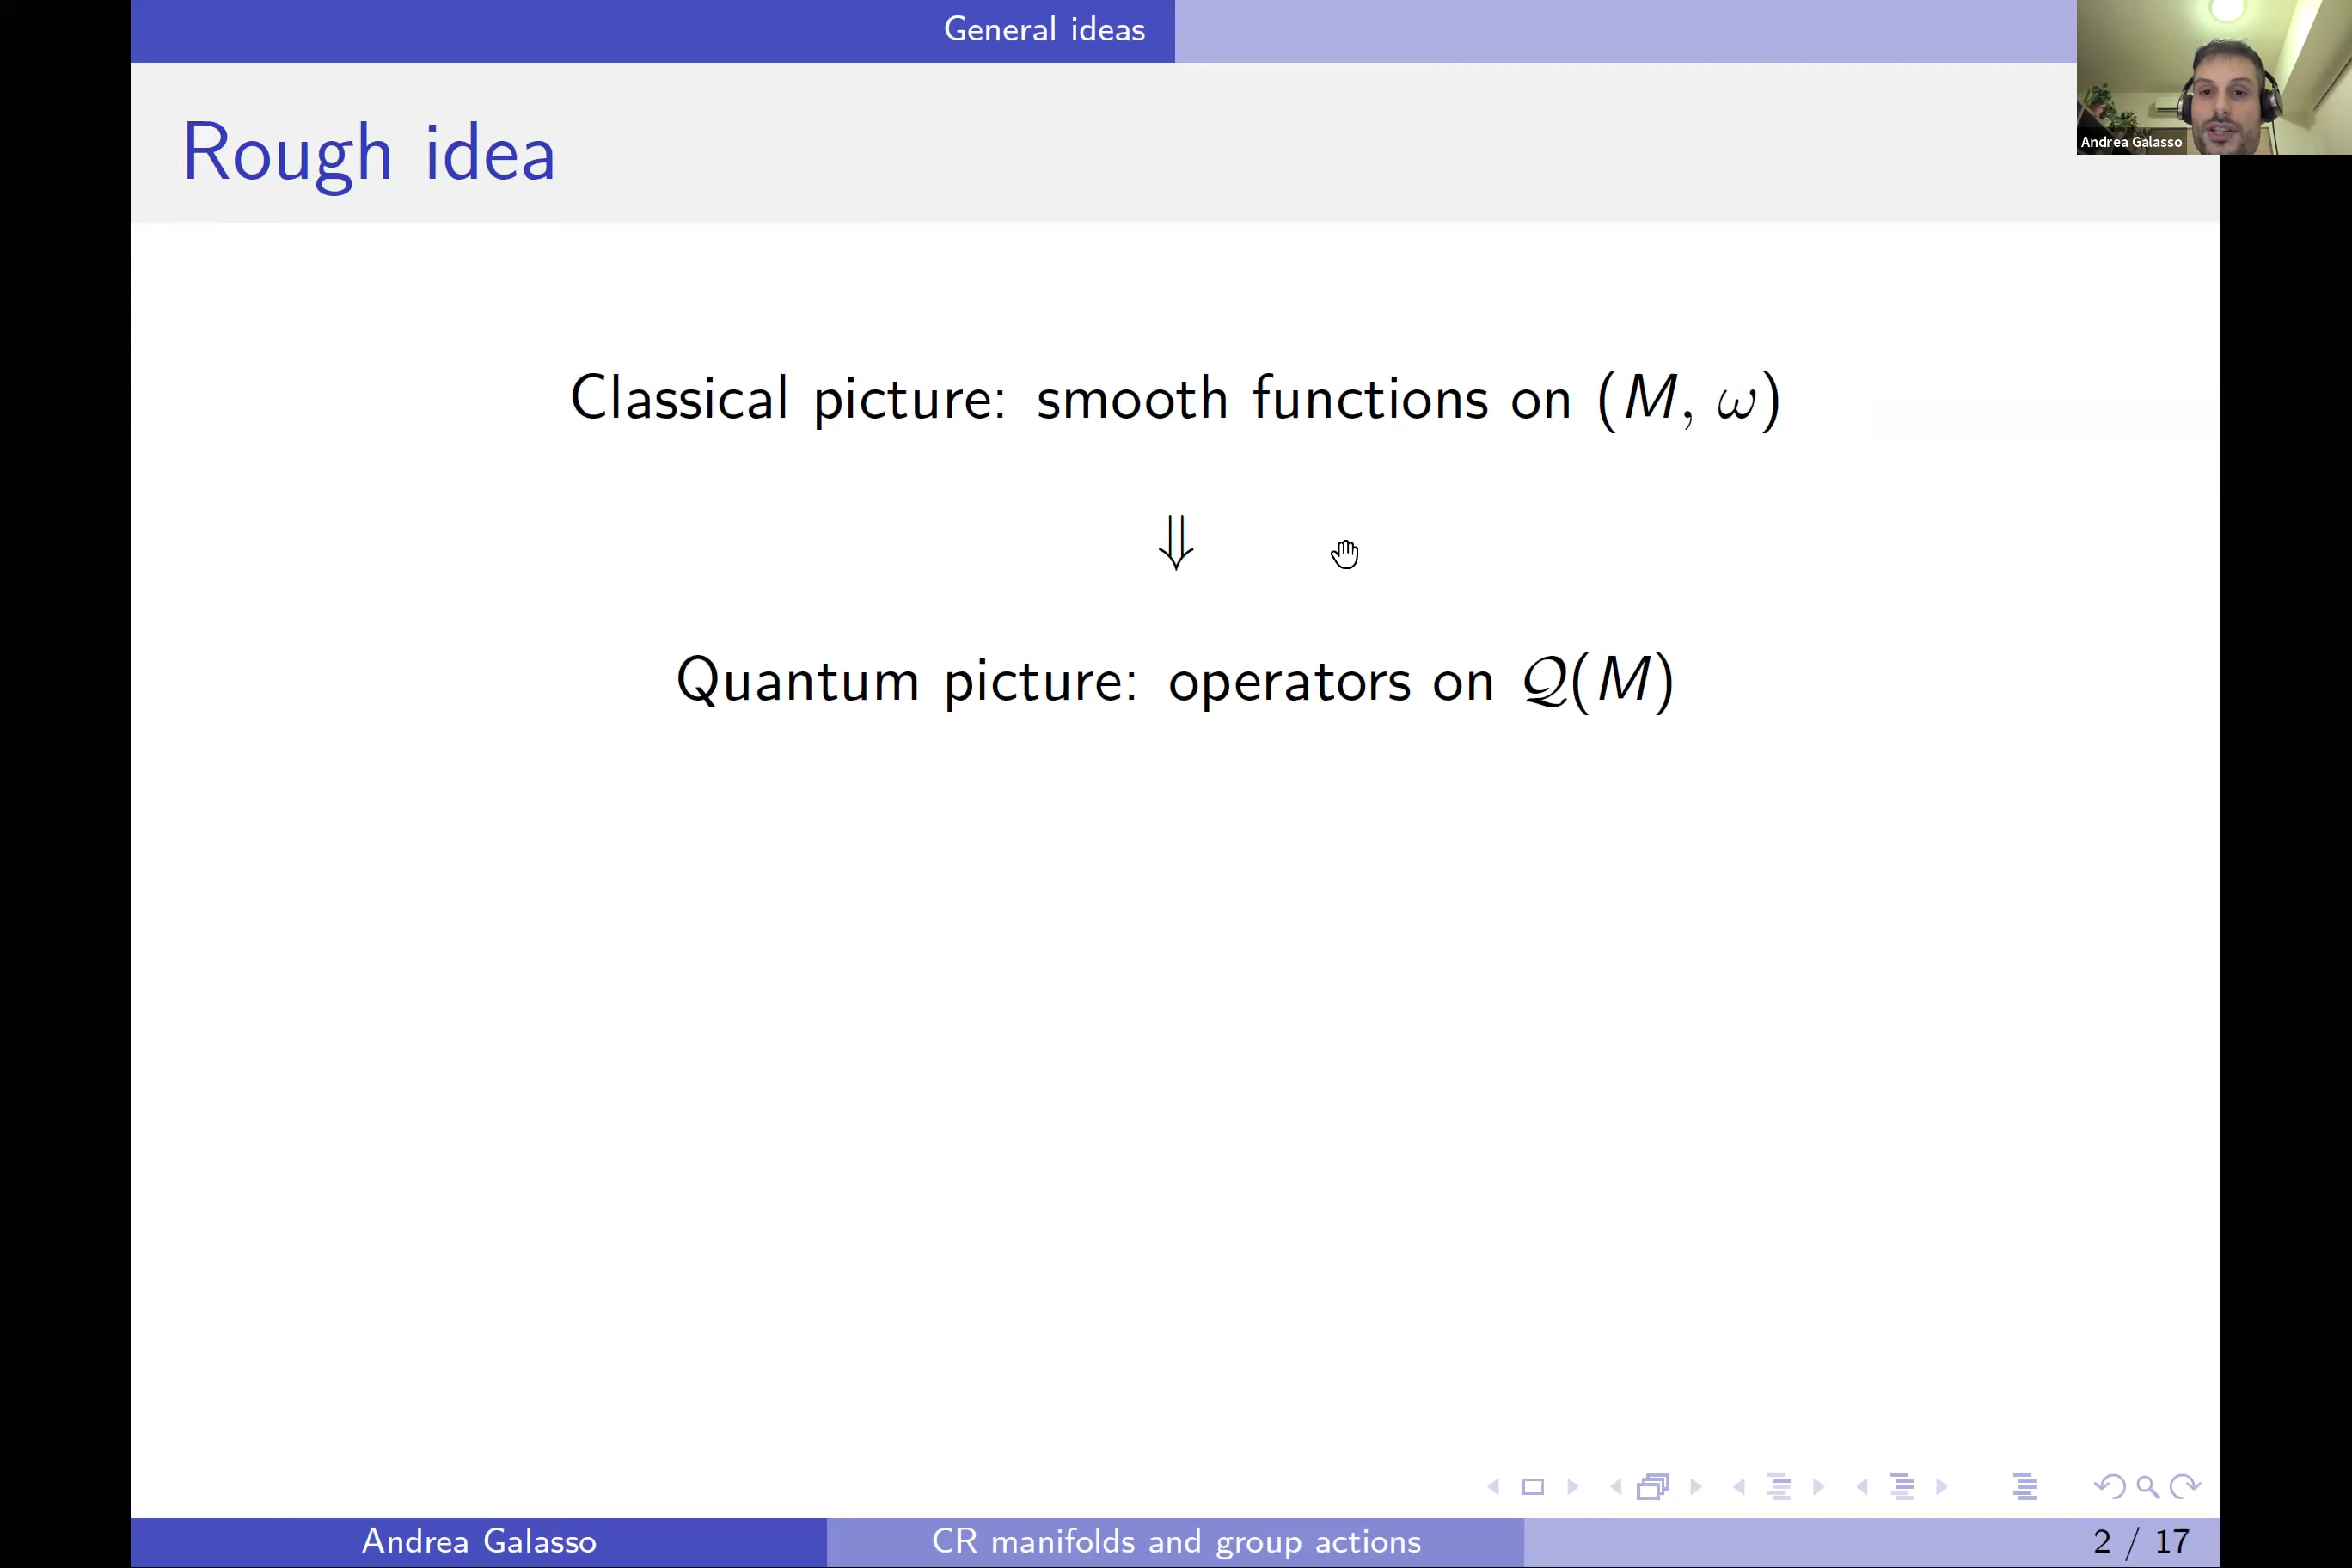 General ideas
Andrea Galasso
Rough idea
Classical picture: smooth functions on (M, ω)
⇓
Quantum picture: operators on 𝒬(M)
Andrea Galasso
CR manifolds and group actions
2 / 17